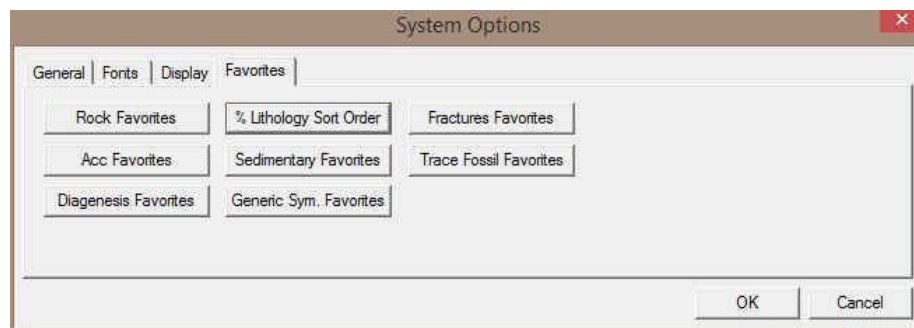 System Options
General Fonts Display Favorites
Rock Favorites % Lithology Sort Order Fractures Favorites
Acc Favorites Sedimentary Favorites Trace Fossil Favorites
Diagenesis Favorites Generic Sym. Favorites
OK Cancel